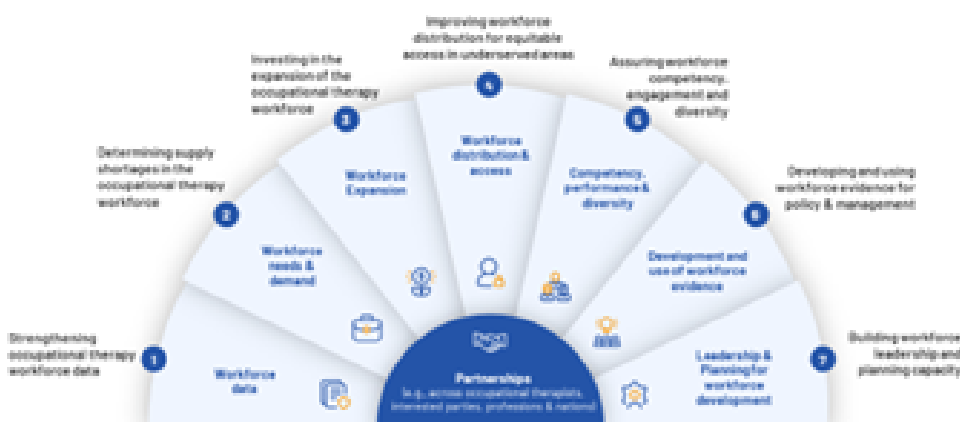 Strengthening
occupational therapy
workforce data
1
Workforce
data
Determining supply
shortages in the
occupational therapy
workforce
2
Workforce
needs &
demand
Investing in the
expansion of the
occupational therapy
workforce
3
Workforce
Expansion
Improving workforce
distribution for equitable
access in underserved areas
4
Workforce
distribution &
access
Assuring workforce
competency,
engagement and
diversity
5
Competency,
performance &
diversity
Developing and using
workforce evidence for
policy & management
6
Development and
use of workforce
evidence
Building workforce
leadership and
planning capacity
7
Leadership &
Planning for
workforce
development
Partnerships
(e.g., across occupational therapists,
interested parties, professions & nations)